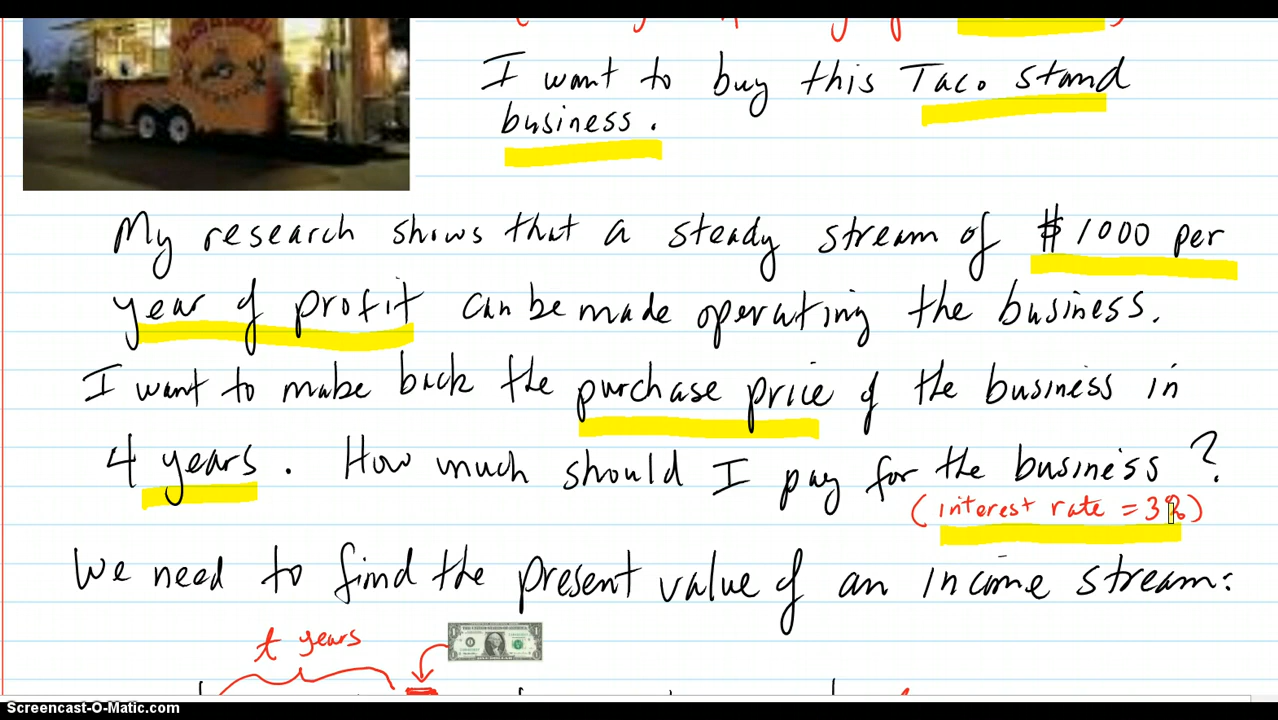 I want to buy this Taco stand
business.
My research shows that a steady stream of $1000 per
year of profit can be made operating the business.
I want to make back the purchase price of the business in
4 years. How much should I pay for the business?
(interest rate = 3%)
We need to find the present value of an income stream:
t years
Screencast-O-Matic.com